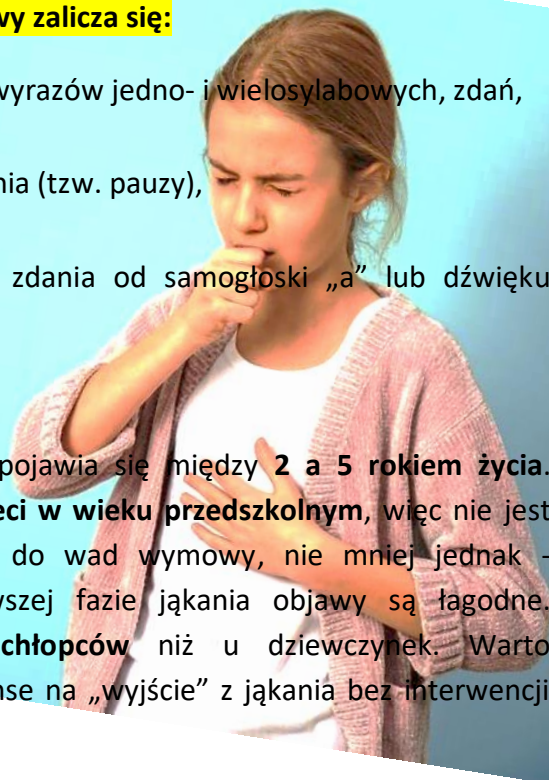 wy zalicza się:
wyrazów jedno- i wielosylabowych, zdań,
nia (tzw. pauzy),
zdania od samogłoski „a” lub dźwięku
pojawia się między 2 a 5 rokiem życia.
eci w wieku przedszkolnym, więc nie jest
do wad wymowy, nie mniej jednak -
wszej fazie jąkania objawy są łagodne.
chłopców niż u dziewczynek. Warto
nse na „wyjście” z jąkania bez interwencji